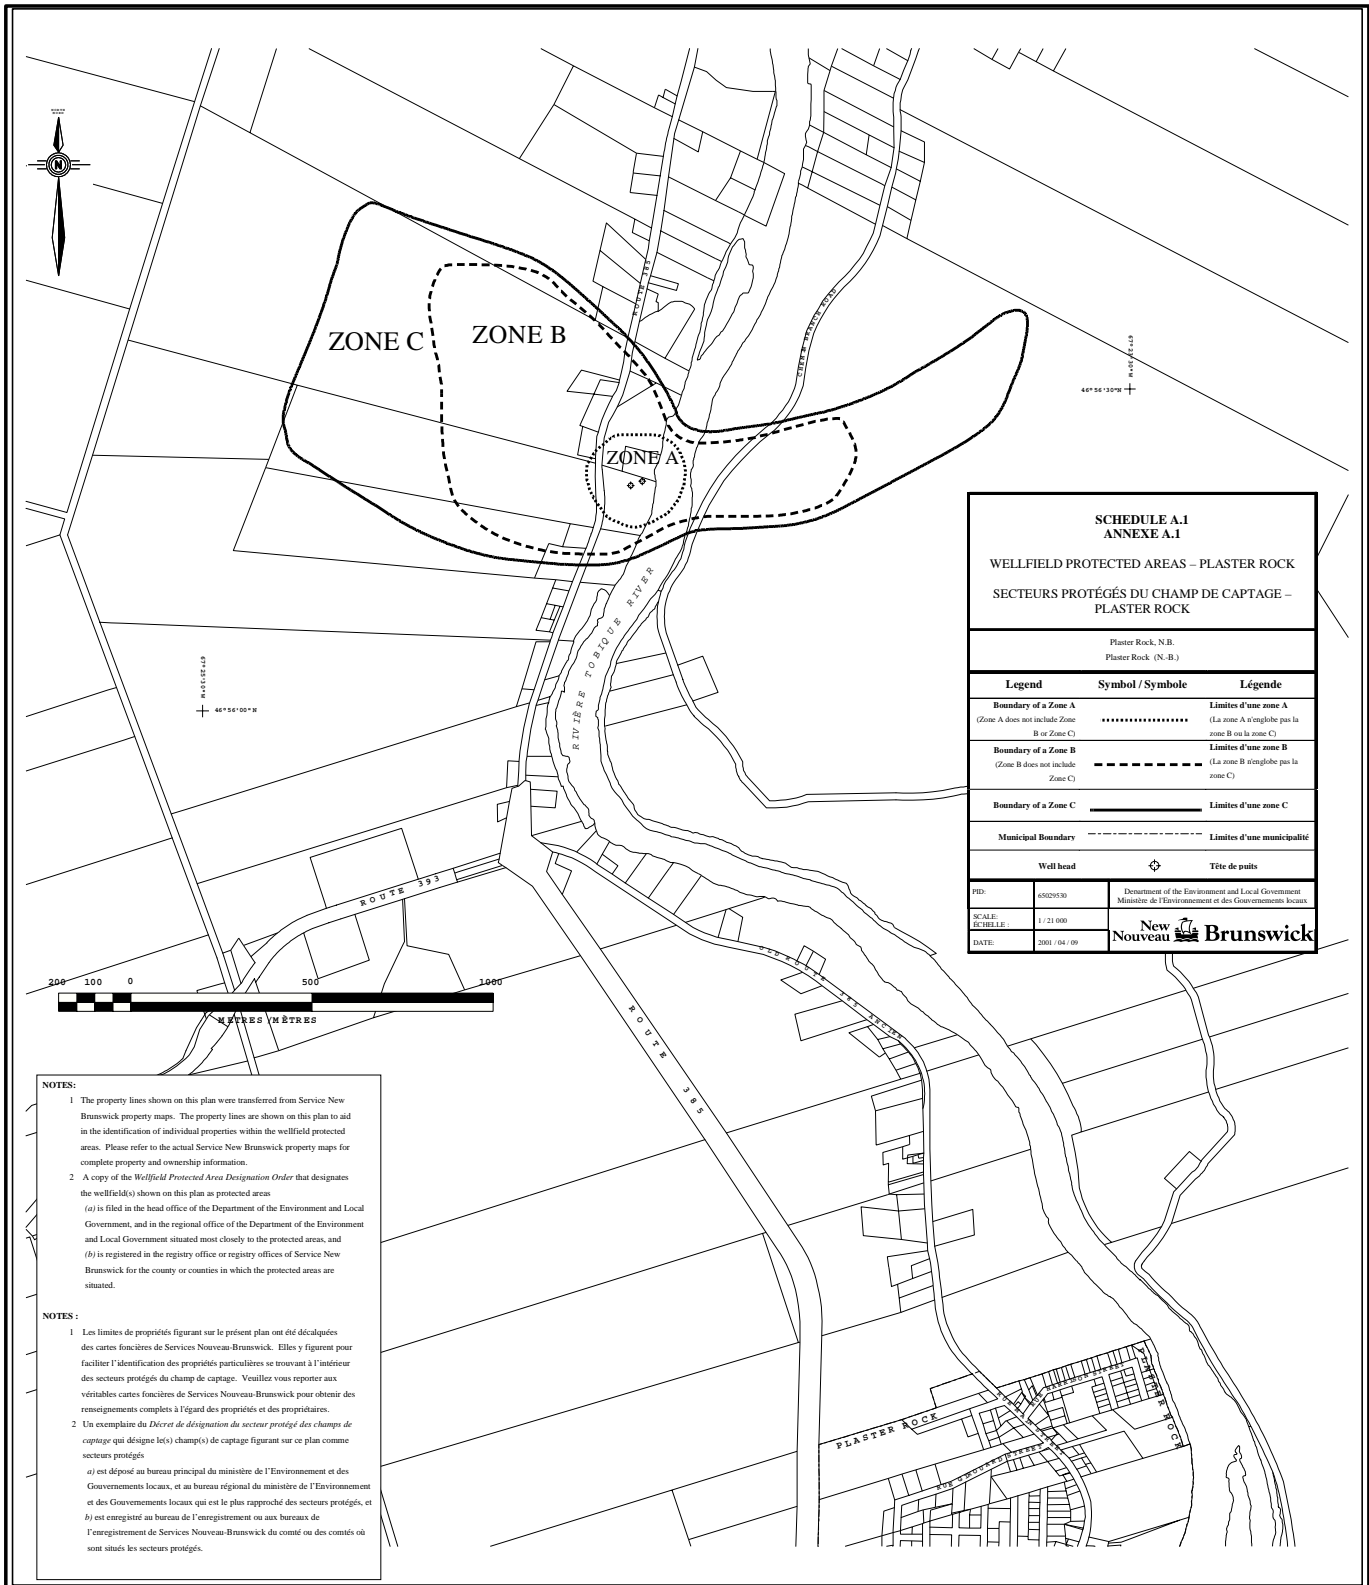 N
ROUTE 385
ZONE C
ZONE B
ZONE A
67°23'30"W
46°56'30"N
RIVIÈRE TOBIQUE RIVER
67°25'30"W
46°56'00"N
SCHEDULE A.1
ANNEXE A.1
WELLFIELD PROTECTED AREAS – PLASTER ROCK
SECTEURS PROTÉGÉS DU CHAMP DE CAPTAGE –
PLASTER ROCK
Plaster Rock, N.B.
Plaster Rock (N.-B.)
Legend Symbol / Symbole Légende
Boundary of a Zone A
(Zone A does not include Zone
B or Zone C)
Limites d'une zone A
(La zone A n'englobe pas la
zone B ou la zone C)
Boundary of a Zone B
(Zone B does not include
Zone C)
Limites d'une zone B
(La zone B n'englobe pas la
zone C)
Boundary of a Zone C Limites d'une zone C
Municipal Boundary Limites d'une municipalité
Well head Tête de puits
PID: 65029530
Department of the Environment and Local Government
Ministère de l'Environnement et des Gouvernements locaux
SCALE:
ÉCHELLE : 1 / 21 000
DATE: 2001 / 04 / 09
New Nouveau Brunswick
ROUTE 393
OLD ROUTE 385 ANCIEN
ROUTE 385
200 100 0 500 1000
METRES /MÈTRES
NOTES:
1 The property lines shown on this plan were transferred from Service New
Brunswick property maps. The property lines are shown on this plan to aid
in the identification of individual properties within the wellfield protected
areas. Please refer to the actual Service New Brunswick property maps for
complete property and ownership information.
2 A copy of the Wellfield Protected Area Designation Order that designates
the wellfield(s) shown on this plan as protected areas
(a) is filed in the head office of the Department of the Environment and Local
Government, and in the regional office of the Department of the Environment
and Local Government situated most closely to the protected areas, and
(b) is registered in the registry office or registry offices of Service New
Brunswick for the county or counties in which the protected areas are
situated.
NOTES :
1 Les limites de propriétés figurant sur le présent plan ont été décalquées
des cartes foncières de Services Nouveau-Brunswick. Elles y figurent pour
faciliter l'identification des propriétés particulières se trouvant à l'intérieur
des secteurs protégés du champ de captage. Veuillez vous reporter aux
véritables cartes foncières de Services Nouveau-Brunswick pour obtenir des
renseignements complets à l'égard des propriétés et des propriétaires.
2 Un exemplaire du Décret de désignation du secteur protégé des champs de
captage qui désigne le(s) champ(s) de captage figurant sur ce plan comme
secteurs protégés
a) est déposé au bureau principal du ministère de l'Environnement et des
Gouvernements locaux, et au bureau régional du ministère de l'Environnement
et des Gouvernements locaux qui est le plus rapproché des secteurs protégés, et
b) est enregistré au bureau de l'enregistrement ou aux bureaux de
l'enregistrement de Services Nouveau-Brunswick du comté ou des comtés où
sont situés les secteurs protégés.
PLASTER ROCK
PLASTER ROCK
RUE MAIN STREET